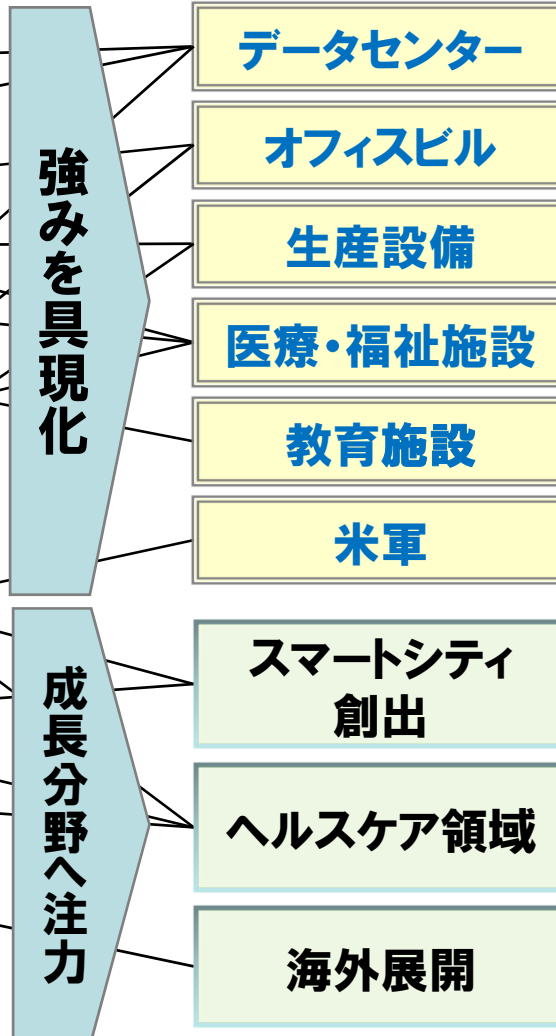 強みを具現化
データセンター
オフィスビル
生産設備
医療・福祉施設
教育施設
米軍
成長分野へ注力
スマートシティ
創出
ヘルスケア領域
海外展開